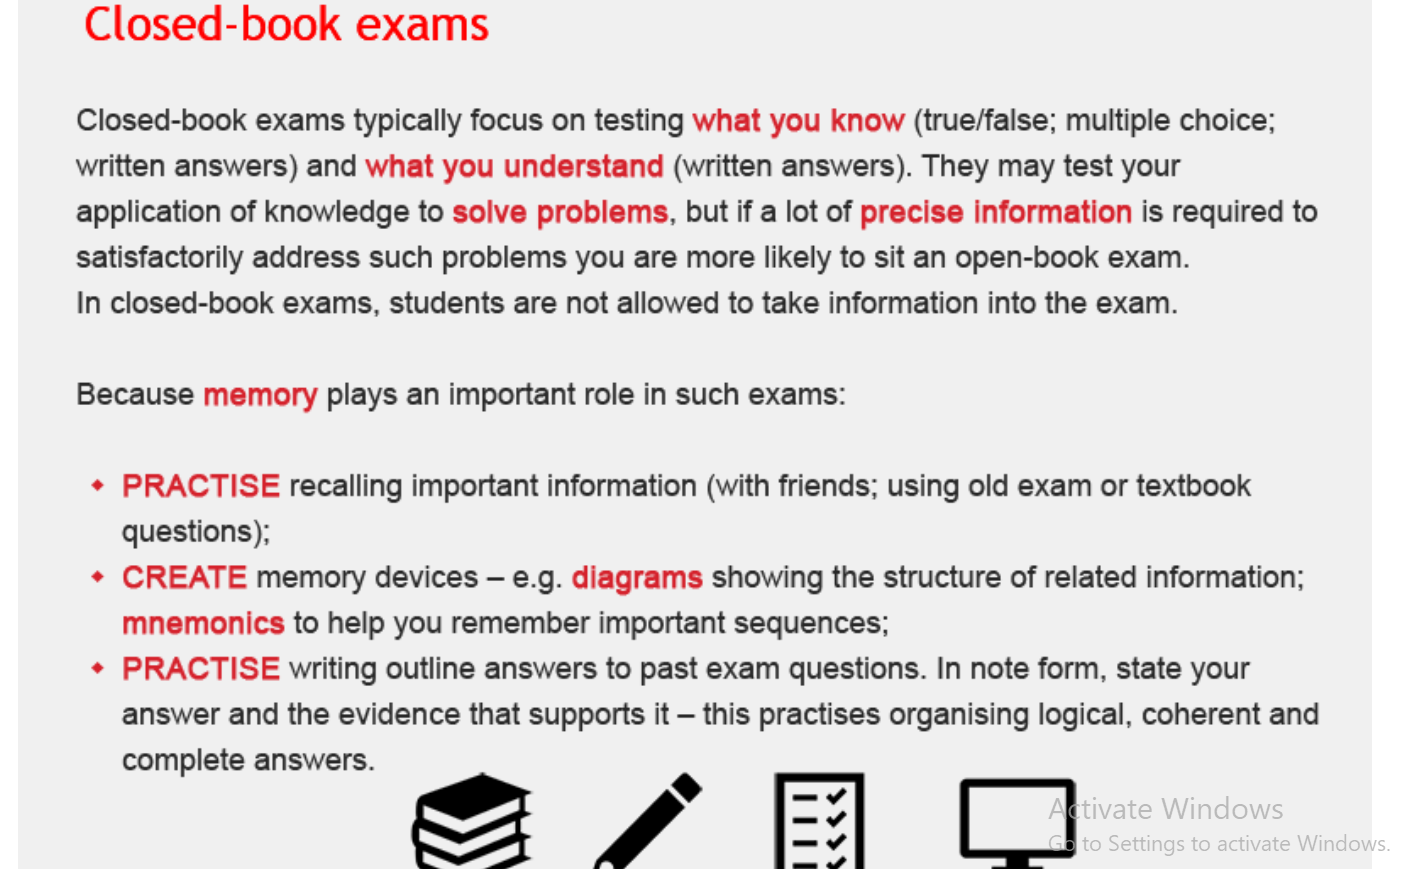 Closed-book exams
Closed-book exams typically focus on testing what you know (true/false; multiple choice;
written answers) and what you understand (written answers). They may test your
application of knowledge to solve problems, but if a lot of precise information is required to
satisfactorily address such problems you are more likely to sit an open-book exam.
In closed-book exams, students are not allowed to take information into the exam.
Because memory plays an important role in such exams:
PRACTISE recalling important information (with friends; using old exam or textbook
questions);
CREATE memory devices – e.g. diagrams showing the structure of related information;
mnemonics to help you remember important sequences;
PRACTISE writing outline answers to past exam questions. In note form, state your
answer and the evidence that supports it – this practises organising logical, coherent and
complete answers.
Activate Windows
Go to Settings to activate Windows.